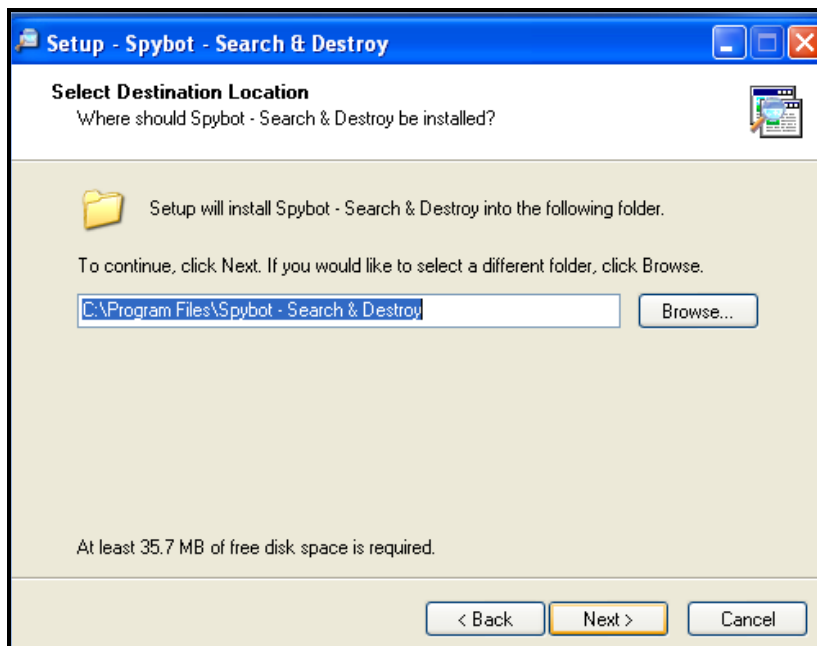 Setup - Spybot - Search & Destroy
Select Destination Location
Where should Spybot - Search & Destroy be installed?
Setup will install Spybot - Search & Destroy into the following folder.
To continue, click Next. If you would like to select a different folder, click Browse.
C:\Program Files\Spybot - Search & Destroy
Browse...
At least 35.7 MB of free disk space is required.
< Back
Next >
Cancel